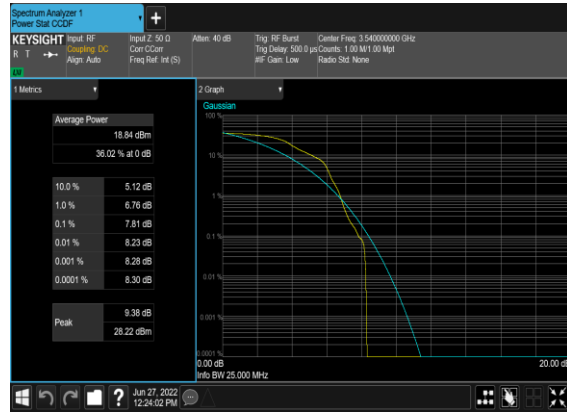 Spectrum Analyzer 1
Power Stat CCDF
KEYSIGHT
R T
Input: RF
Coupling: DC
Align: Auto
Input Z: 50 Ω
Corr CCorr
Freq Ref: Int (S)
Atten: 40 dB
Trig: RF Burst
Trig Delay: 500.0 µs
#IF Gain: Low
Center Freq: 3.540000000 GHz
Counts: 1.00 M/1.00 Mpt
Radio Std: None
1 Metrics
Average Power
18.84 dBm
36.02 % at 0 dB
10.0 % 5.12 dB
1.0 % 6.76 dB
0.1 % 7.81 dB
0.01 % 8.23 dB
0.001 % 8.28 dB
0.0001 % 8.30 dB
Peak
9.38 dB
28.22 dBm
2 Graph
Gaussian
100 %
10 %
1 %
0.1 %
0.01 %
0.001 %
0.0001 %
0.00 dB
20.00 dB
Info BW 25.000 MHz
Jun 27, 2022
12:24:02 PM